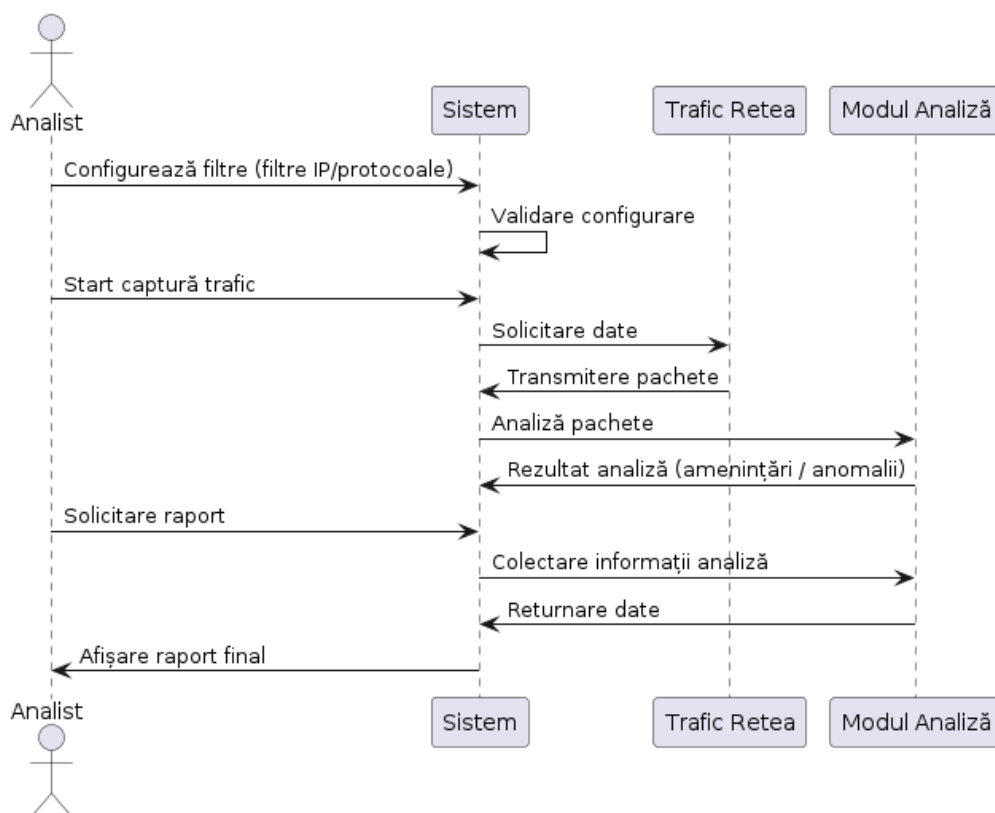 Analist
Sistem
Trafic Retea
Modul Analiză
Configurează filtre (filtre IP/protocoale)
Validare configurare
Start captură trafic
Solicitare date
Transmitere pachete
Analiză pachete
Rezultat analiză (amenințări / anomalii)
Solicitare raport
Colectare informații analiză
Returnare date
Afișare raport final
Analist
Sistem
Trafic Retea
Modul Analiză